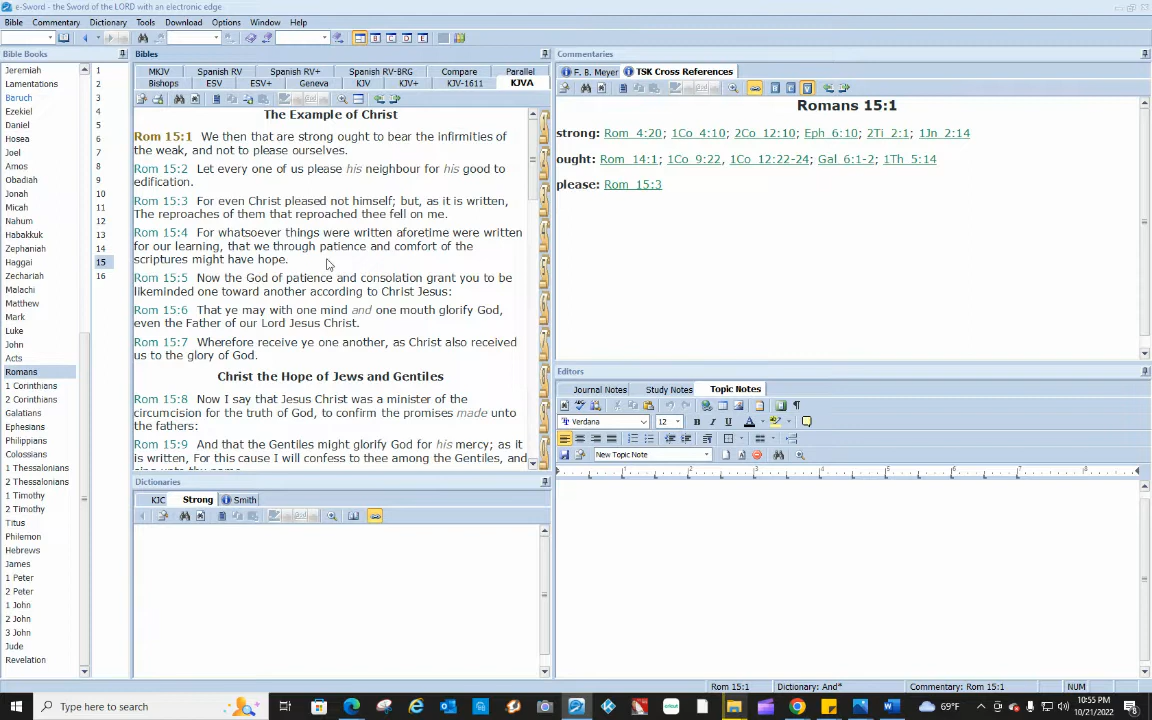 e-Sword - the Sword of the LORD with an electronic edge
Bible Commentary Dictionary Tools Download Options Window Help
Bible Books
Jeremiah
Lamentations
Baruch
Ezekiel
Daniel
Hosea
Joel
Amos
Obadiah
Jonah
Micah
Nahum
Habakkuk
Zephaniah
Haggai
Zechariah
Malachi
Matthew
Mark
Luke
John
Acts
Romans
1 Corinthians
2 Corinthians
Galatians
Ephesians
Philippians
Colossians
1 Thessalonians
2 Thessalonians
1 Timothy
2 Timothy
Titus
Philemon
Hebrews
James
1 Peter
2 Peter
1 John
2 John
3 John
Jude
Revelation
1
2
3
4
5
6
7
8
9
10
11
12
13
14
15
16
Bibles
MKJV Spanish RV Spanish RV+ Spanish RV-BRG Compare Parallel
Bishops ESV ESV+ Geneva KJV KJV+ KJV-1611 KJVA
The Example of Christ
Rom 15:1 We then that are strong ought to bear the infirmities of
the weak, and not to please ourselves.
Rom 15:2 Let every one of us please his neighbour for his good to
edification.
Rom 15:3 For even Christ pleased not himself; but, as it is written,
The reproaches of them that reproached thee fell on me.
Rom 15:4 For whatsoever things were written aforetime were written
for our learning, that we through patience and comfort of the
scriptures might have hope.
Rom 15:5 Now the God of patience and consolation grant you to be
likeminded one toward another according to Christ Jesus:
Rom 15:6 That ye may with one mind and one mouth glorify God,
even the Father of our Lord Jesus Christ.
Rom 15:7 Wherefore receive ye one another, as Christ also received
us to the glory of God.
Christ the Hope of Jews and Gentiles
Rom 15:8 Now I say that Jesus Christ was a minister of the
circumcision for the truth of God, to confirm the promises made unto
the fathers:
Rom 15:9 And that the Gentiles might glorify God for his mercy; as it
is written, For this cause I will confess to thee among the Gentiles, and
Dictionaries
KJC Strong Smith
Commentaries
F. B. Meyer TSK Cross References
Romans 15:1
strong: Rom_4:20; 1Co_4:10; 2Co_12:10; Eph_6:10; 2Ti_2:1; 1Jn_2:14
ought: Rom_14:1; 1Co_9:22, 1Co_12:22-24; Gal_6:1-2; 1Th_5:14
please: Rom_15:3
Editors
Journal Notes Study Notes Topic Notes
Verdana 12 B I U A
New Topic Note
1 2 3 4 5 6 7 8
Rom 15:1 Dictionary: And* Commentary: Rom 15:1 NUM
Type here to search
69°F
10:55 PM
10/21/2022